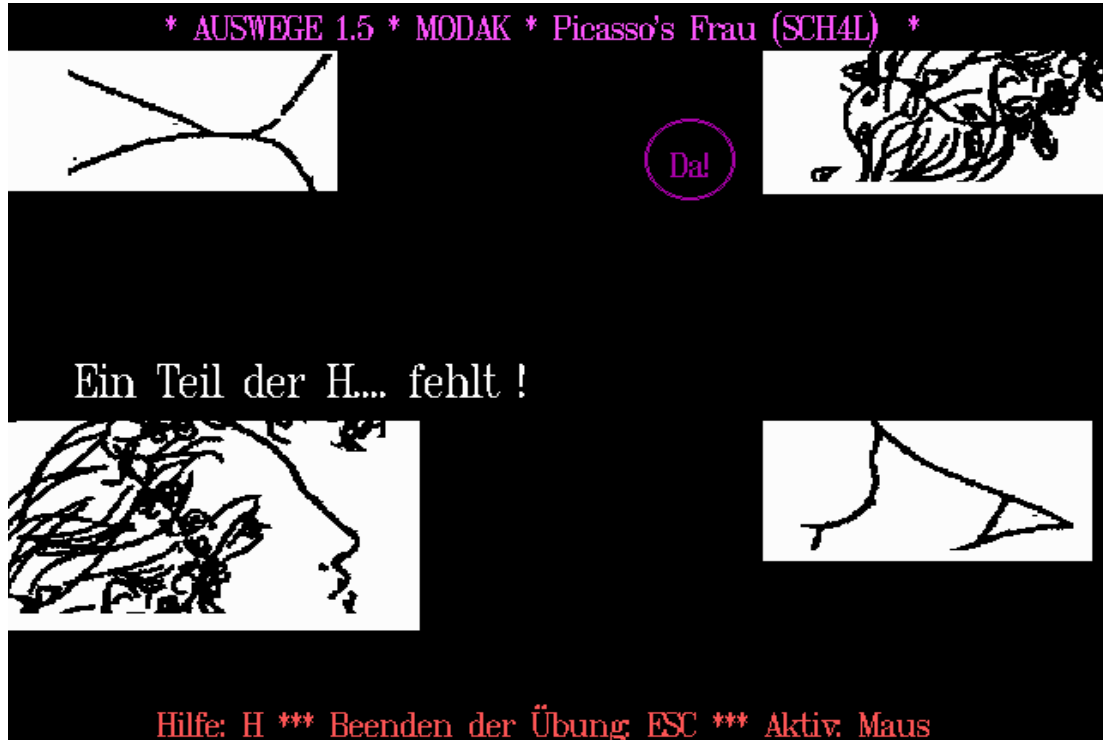 * AUSWEGE 1.5 * MODAK * Picasso's Frau (SCH4L) *
Da!
Ein Teil der H.... fehlt !
Hilfe: H *** Beenden der Übung: ESC *** Aktiv: Maus